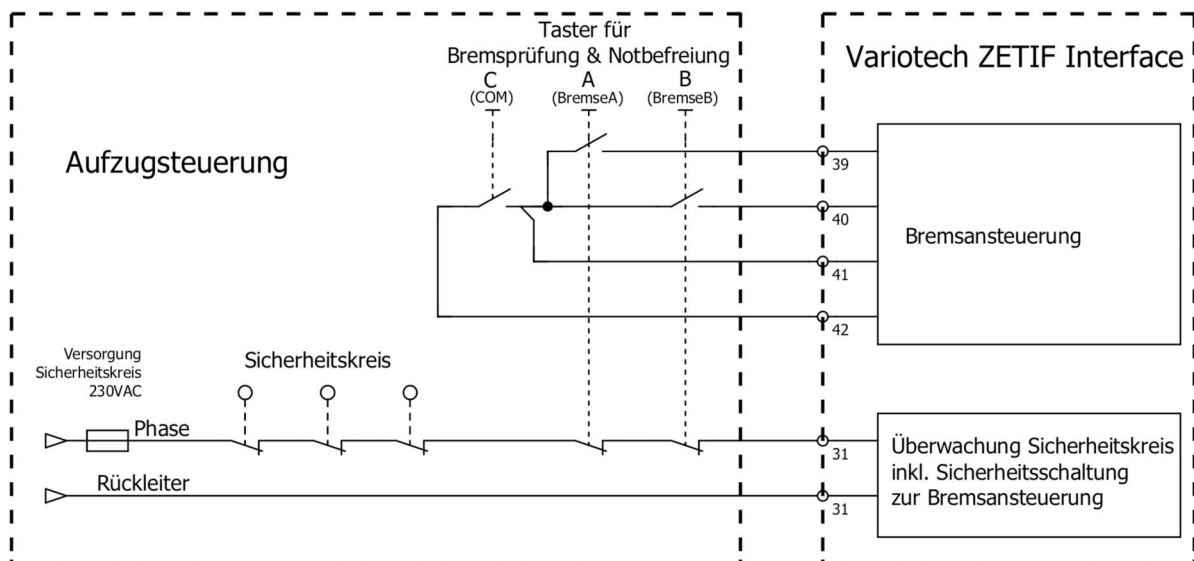 Taster für
Bremsprüfung & Notbefreiung
C
(COM)
A
(BremseA)
B
(BremseB)
Variotech ZETIF Interface
Aufzugsteuerung
39
40
41
42
Bremsansteuerung
Versorgung
Sicherheitskreis
230VAC
Sicherheitskreis
Phase
31
Rückleiter
31
Überwachung Sicherheitskreis
inkl. Sicherheitsschaltung
zur Bremsansteuerung